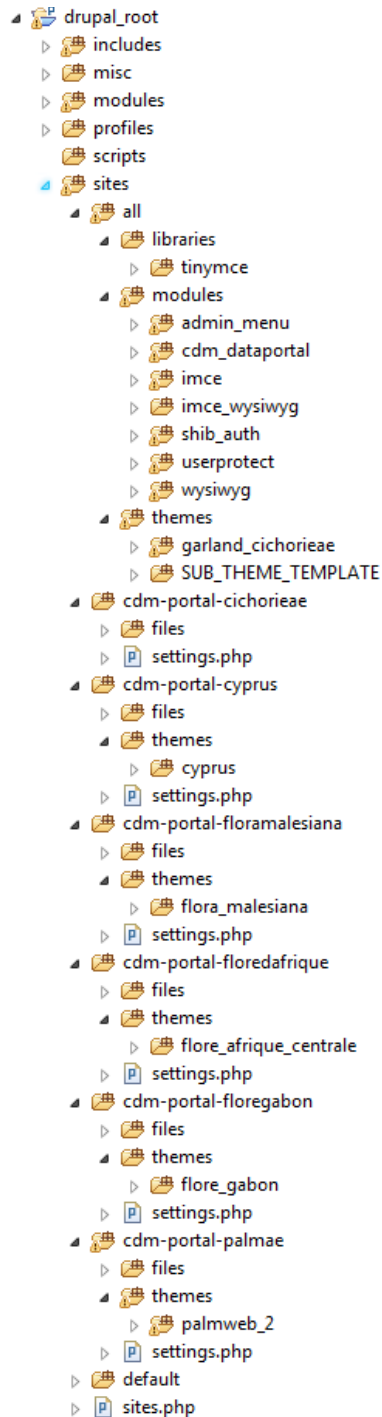 drupal_root
includes
misc
modules
profiles
scripts
sites
all
libraries
tinymce
modules
admin_menu
cdm_dataportal
imce
imce_wysiwyg
shib_auth
userprotect
wysiwyg
themes
garland_cichorieae
SUB_THEME_TEMPLATE
cdm-portal-cichorieae
files
settings.php
cdm-portal-cyprus
files
themes
cyprus
settings.php
cdm-portal-floramalesiana
files
themes
flora_malesiana
settings.php
cdm-portal-floredafrique
files
themes
flore_afrique_centrale
settings.php
cdm-portal-floregabon
files
themes
flore_gabon
settings.php
cdm-portal-palmae
files
themes
palmweb_2
settings.php
default
sites.php